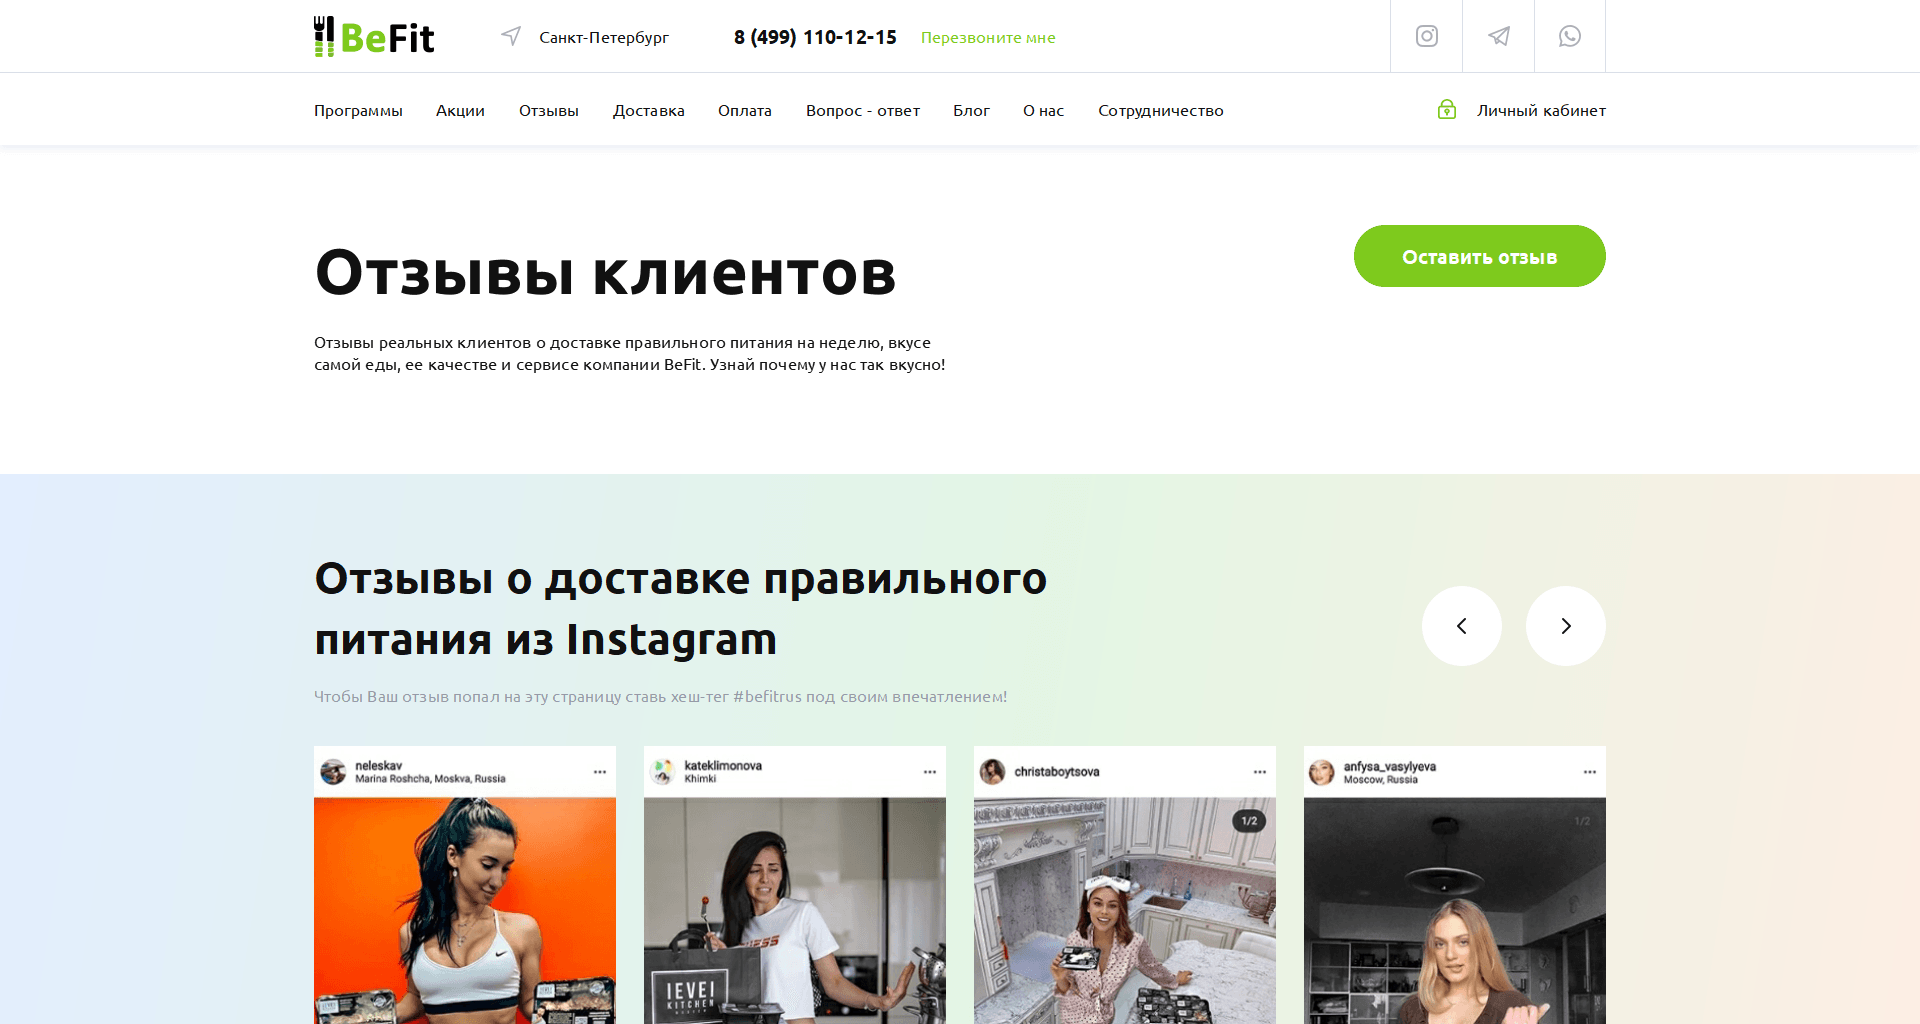 BeFit
Санкт-Петербург
8 (499) 110-12-15
Перезвоните мне
Программы
Акции
Отзывы
Доставка
Оплата
Вопрос - ответ
Блог
О нас
Сотрудничество
Личный кабинет
Отзывы клиентов
Оставить отзыв
Отзывы реальных клиентов о доставке правильного питания на неделю, вкусе
самой еды, ее качестве и сервисе компании BeFit. Узнай почему у нас так вкусно!
Отзывы о доставке правильного
питания из Instagram
Чтобы Ваш отзыв попал на эту страницу ставь хеш-тег #befitrus под своим впечатлением!
neleskav
Marina Roshcha, Moskva, Russia
kateklimonova
Khimki
christaboytsova
anfysa_vasylyeva
Moscow, Russia
1/2
1/2
KITCHEN